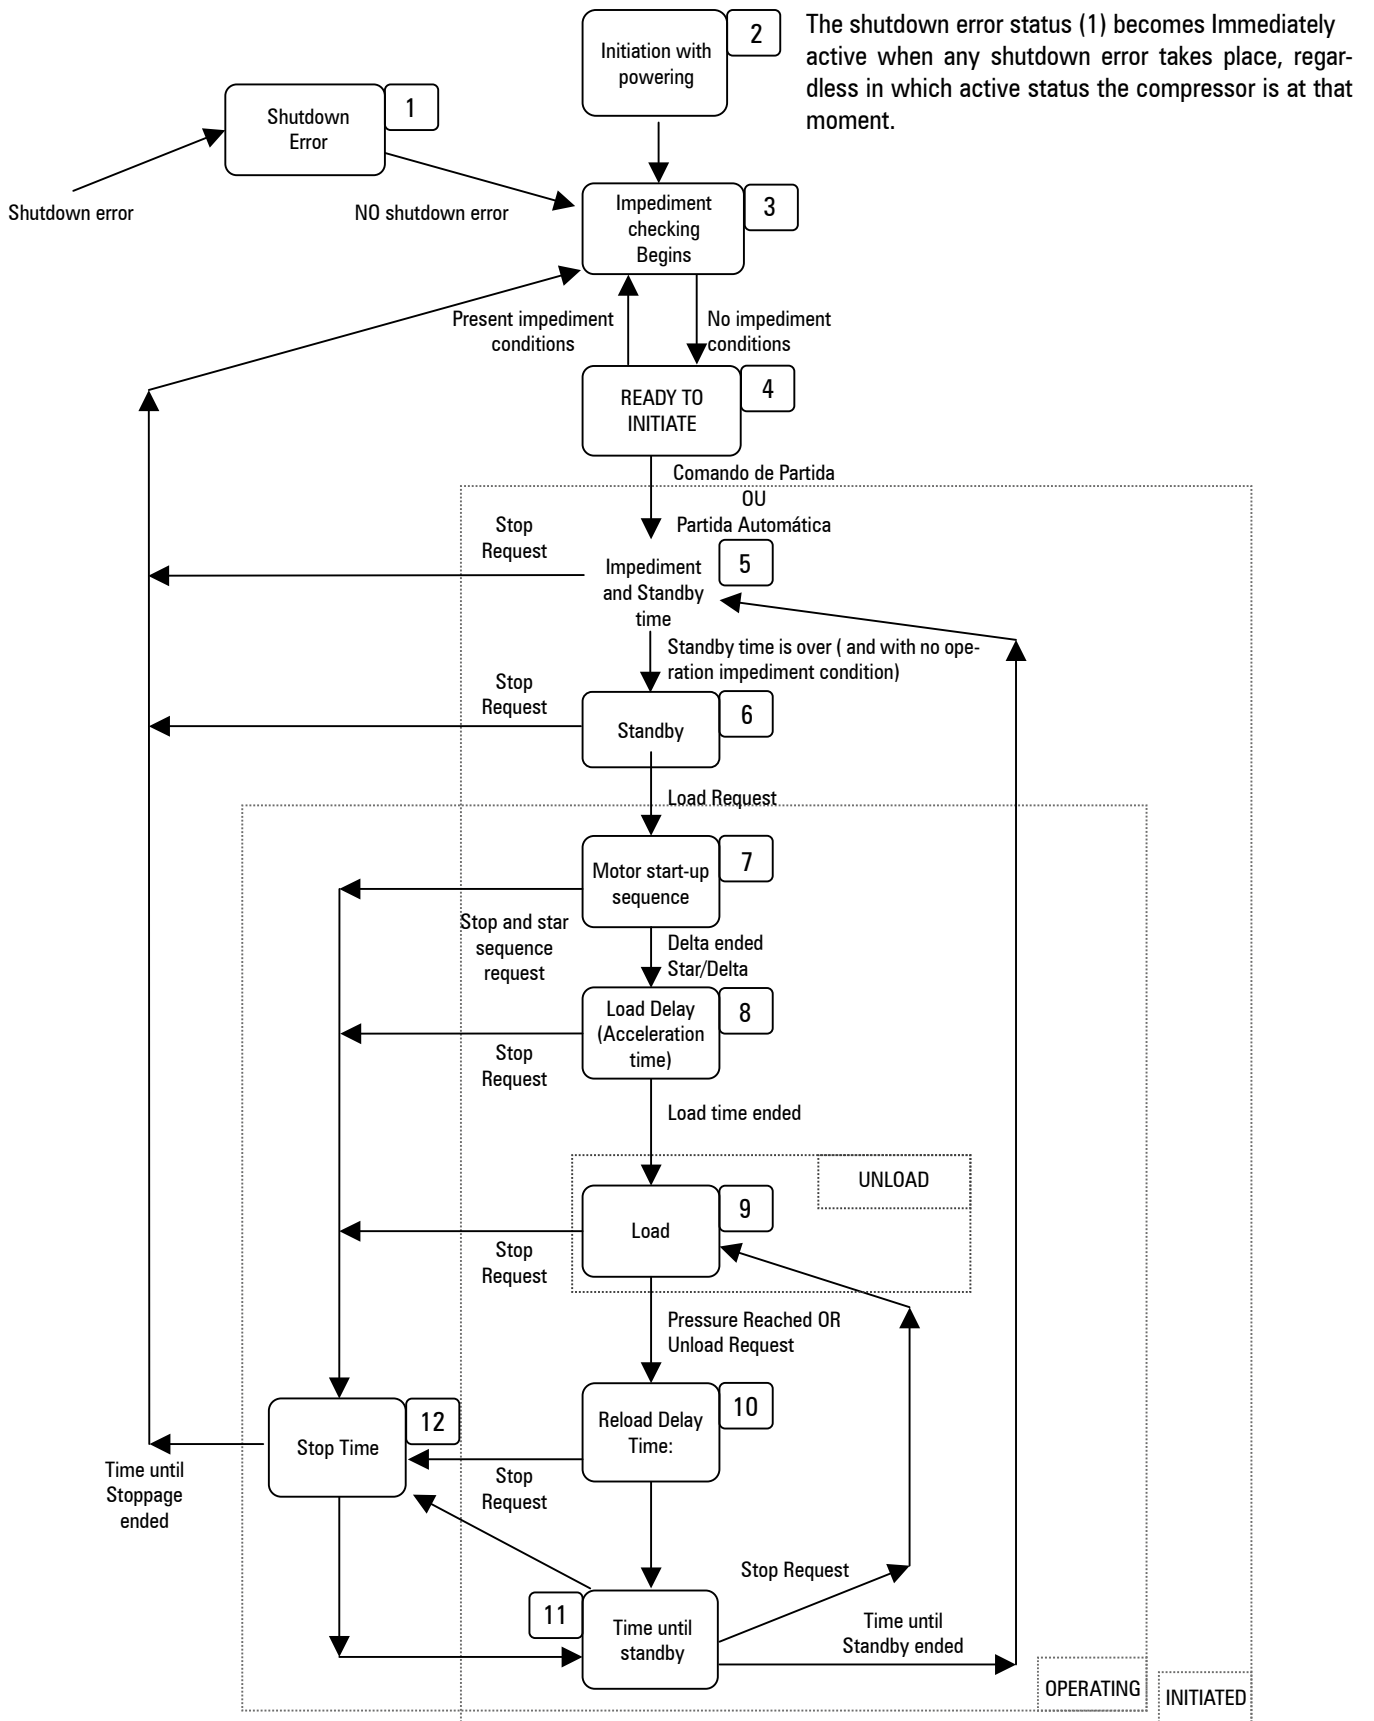 The shutdown error status (1) becomes Immediately
active when any shutdown error takes place, regar-
dless in which active status the compressor is at that
moment.
Initiation with
powering
2
Shutdown
Error
1
Shutdown error
NO shutdown error
Impediment
checking
Begins
3
Present impediment
conditions
No impediment
conditions
READY TO
INITIATE
4
Comando de Partida
OU
Partida Automática
Stop
Request
Impediment
and Standby
time
5
Standby time is over ( and with no ope-
ration impediment condition)
Stop
Request
Standby
6
Load Request
Motor start-up
sequence
7
Stop and star
sequence
request
Delta ended
Star/Delta
Load Delay
(Acceleration
time)
8
Stop
Request
Load time ended
UNLOAD
Load
9
Stop
Request
Pressure Reached OR
Unload Request
Reload Delay
Time:
10
Stop Time
12
Time until
Stoppage
ended
Stop
Request
Stop Request
11
Time until
standby
Time until
Standby ended
OPERATING
INITIATED